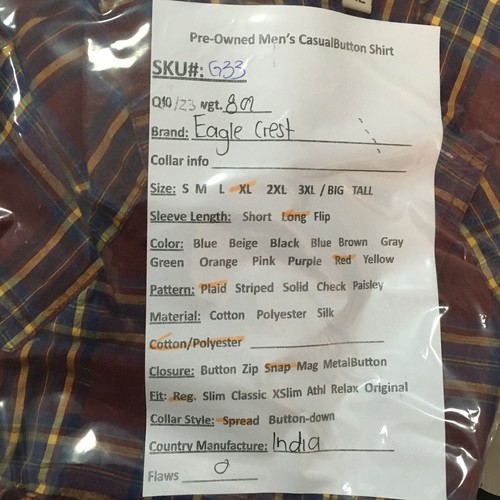 Pre-Owned Men's CasualButton Shirt
SKU#: G33
10/23 wgt. 8
Brand: Eagle Crest
Collar info
Size: S M L XL 2XL 3XL / BIG TALL
Sleeve Length: Short Long Flip
Color: Blue Beige Black Blue Brown Gray
Green Orange Pink Purple Red Yellow
Pattern: Plaid Striped Solid Check Paisley
Material: Cotton Polyester Silk
Cotton/Polyester
Closure: Button Zip Snap Mag MetalButton
Fit: Reg. Slim Classic XSlim Athl Relax Original
Collar Style: Spread Button-down
Country Manufacture: India
Flaws 0